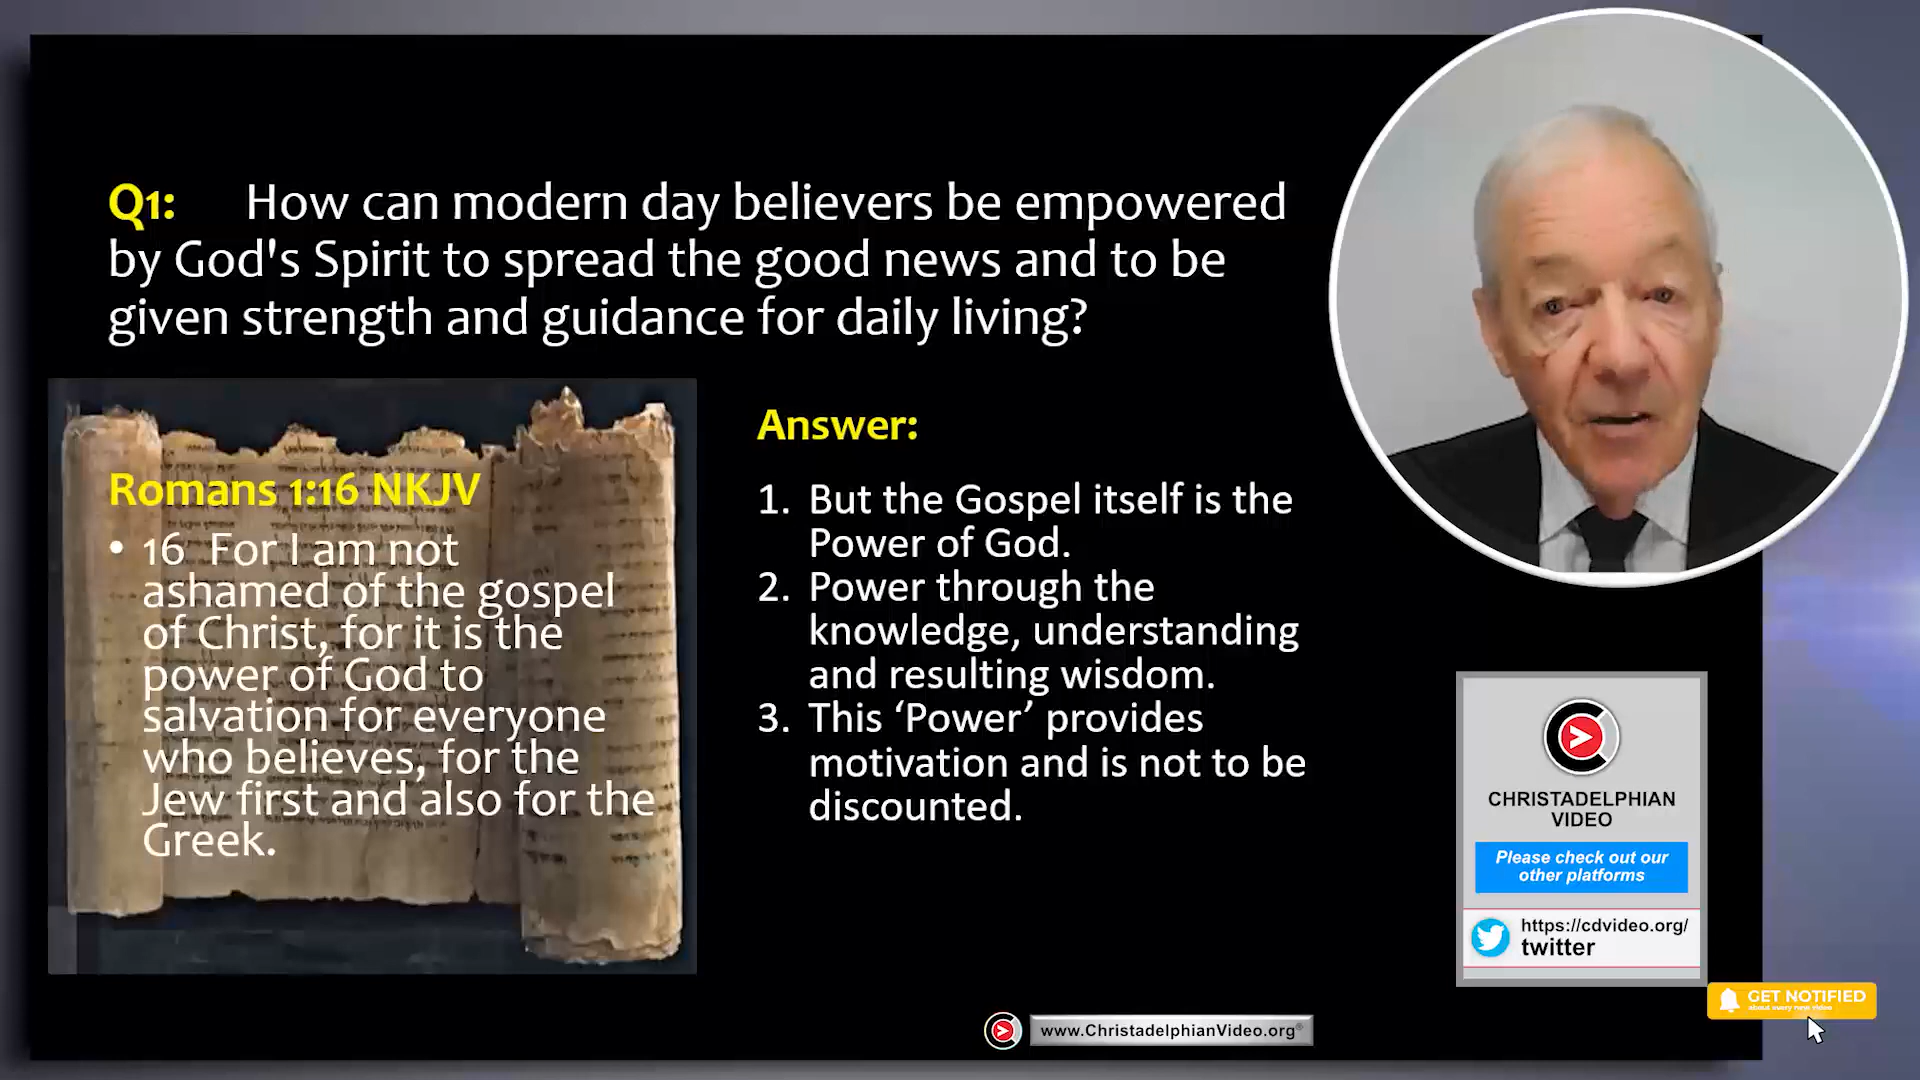 Q1: How can modern day believers be empowered
by God's Spirit to spread the good news and to be
given strength and guidance for daily living?
Romans 1:16 NKJV
• 16 For I am not
ashamed of the gospel
of Christ, for it is the
power of God to
salvation for everyone
who believes, for the
Jew first and also for the
Greek.
Answer:
1. But the Gospel itself is the
Power of God.
2. Power through the
knowledge, understanding
and resulting wisdom.
3. This ‘Power’ provides
motivation and is not to be
discounted.
CHRISTADELPHIAN
VIDEO
Please check out our
other platforms
https://cdvideo.org/
twitter
GET NOTIFIED
about every new video
www.ChristadelphianVideo.org